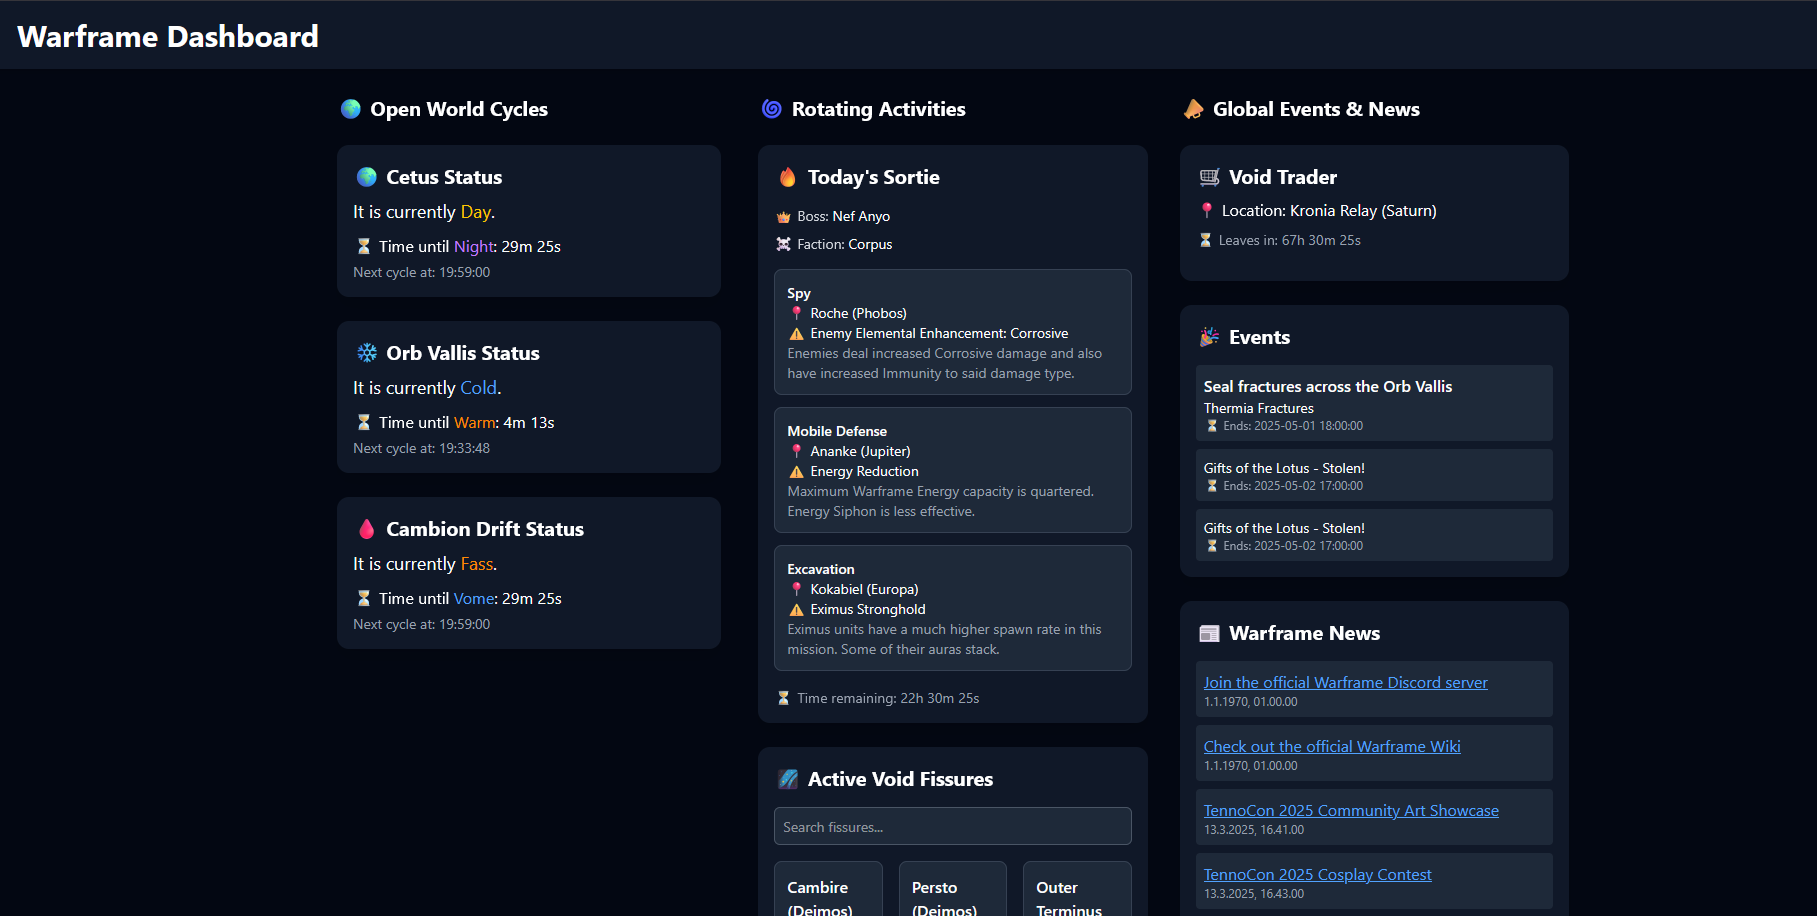 Warframe Dashboard
Open World Cycles
Cetus Status
It is currently Day.
Time until Night: 29m 25s
Next cycle at: 19:59:00
Orb Vallis Status
It is currently Cold.
Time until Warm: 4m 13s
Next cycle at: 19:33:48
Cambion Drift Status
It is currently Fass.
Time until Vome: 29m 25s
Next cycle at: 19:59:00
Rotating Activities
Today's Sortie
Boss: Nef Anyo
Faction: Corpus
Spy
Roche (Phobos)
Enemy Elemental Enhancement: Corrosive
Enemies deal increased Corrosive damage and also
have increased Immunity to said damage type.
Mobile Defense
Ananke (Jupiter)
Energy Reduction
Maximum Warframe Energy capacity is quartered.
Energy Siphon is less effective.
Excavation
Kokabiel (Europa)
Eximus Stronghold
Eximus units have a much higher spawn rate in this
mission. Some of their auras stack.
Time remaining: 22h 30m 25s
Active Void Fissures
Search fissures...
Cambire
(Deimos)
Persto
(Deimos)
Outer
Terminus
Global Events & News
Void Trader
Location: Kronia Relay (Saturn)
Leaves in: 67h 30m 25s
Events
Seal fractures across the Orb Vallis
Thermia Fractures
Ends: 2025-05-01 18:00:00
Gifts of the Lotus - Stolen!
Ends: 2025-05-02 17:00:00
Gifts of the Lotus - Stolen!
Ends: 2025-05-02 17:00:00
Warframe News
Join the official Warframe Discord server
1.1.1970, 01.00.00
Check out the official Warframe Wiki
1.1.1970, 01.00.00
TennoCon 2025 Community Art Showcase
13.3.2025, 16.41.00
TennoCon 2025 Cosplay Contest
13.3.2025, 16.43.00